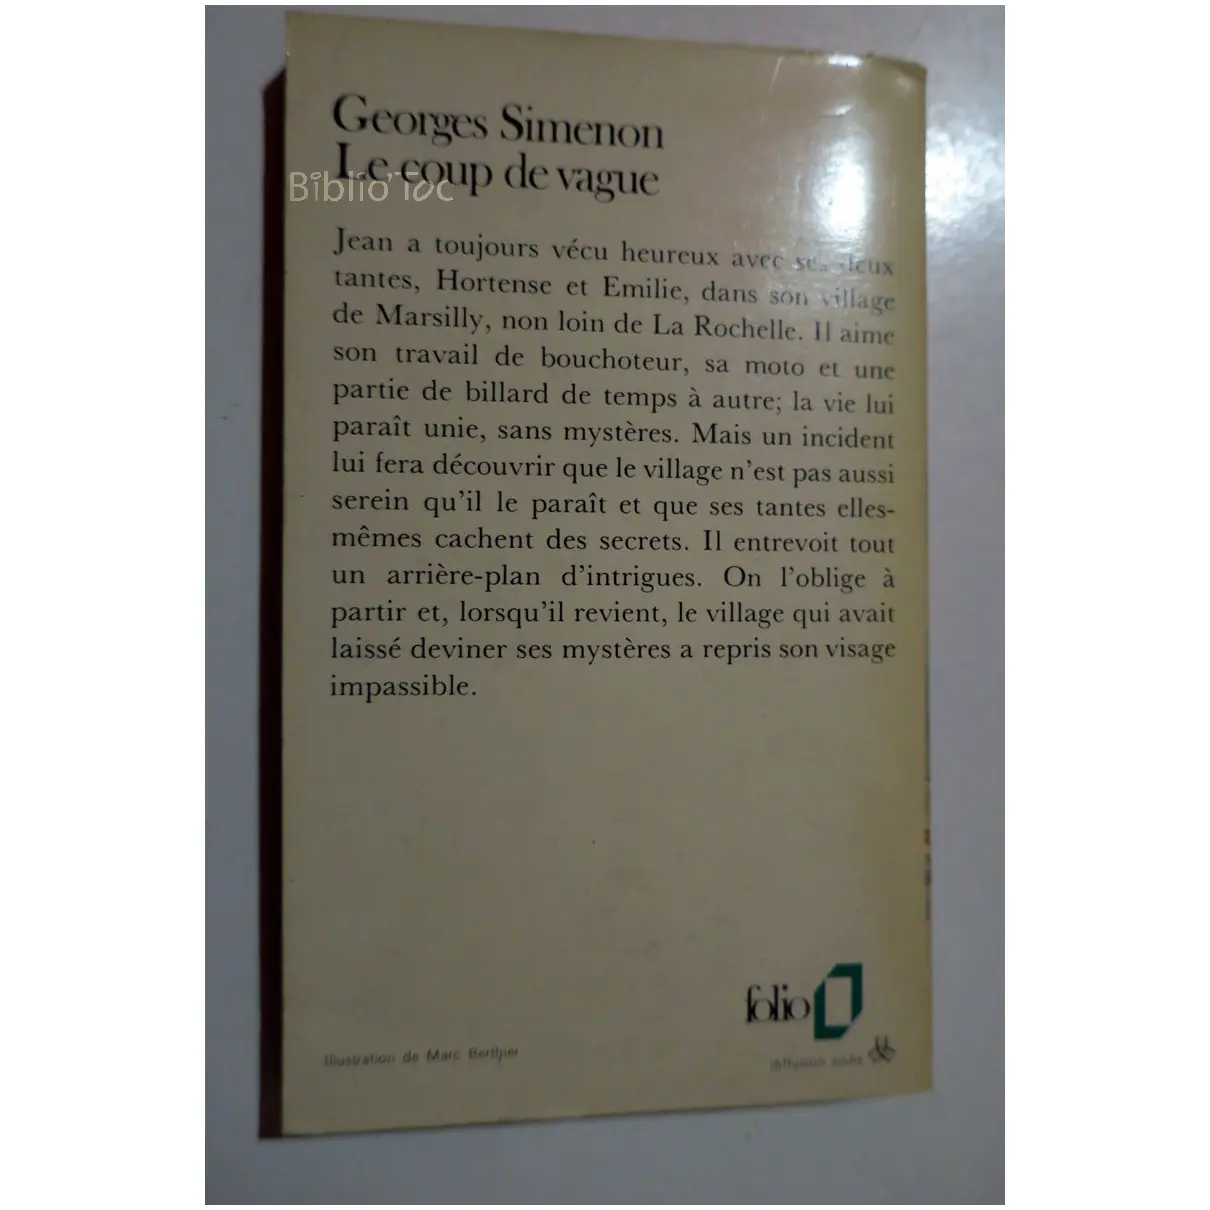 Georges Simenon
Le coup de vague
Biblio'Toc
Jean a toujours vécu heureux avec ses deux
tantes, Hortense et Emilie, dans son village
de Marsilly, non loin de La Rochelle. Il aime
son travail de bouchoteur, sa moto et une
partie de billard de temps à autre; la vie lui
paraît unie, sans mystères. Mais un incident
lui fera découvrir que le village n'est pas aussi
serein qu'il le paraît et que ses tantes elles-
mêmes cachent des secrets. Il entrevoit tout
un arrière-plan d'intrigues. On l'oblige à
partir et, lorsqu'il revient, le village qui avait
laissé deviner ses mystères a repris son visage
impassible.
folio
Illustration de Marc Berthier
diffusion sodis